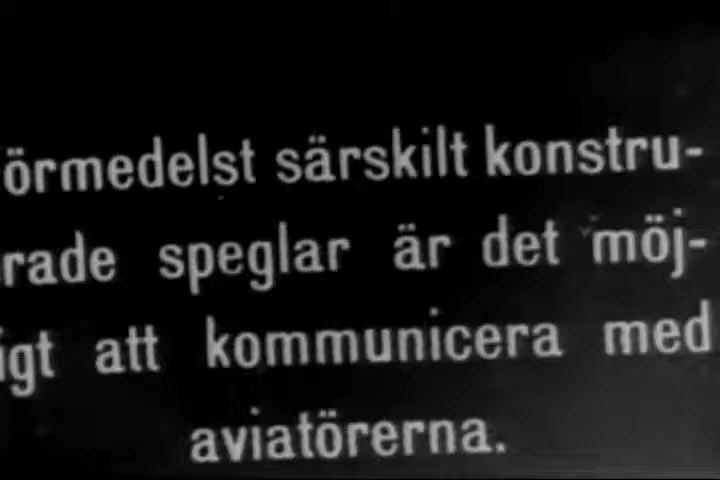 örmedelst särskilt konstru-
rade speglar är det möj-
igt att kommunicera med
aviatörerna.